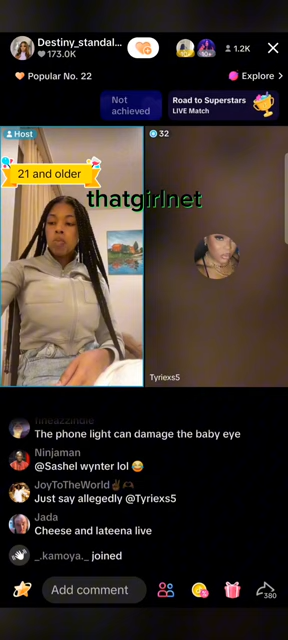 Destiny_standal...
173.0K
10+
1.2K
Popular No. 22
Explore >
Not
achieved
Road to Superstars
LIVE Match
Host
32
21 and older
thatgirlnet
Tyriexs5
The phone light can damage the baby eye
Ninjaman
@Sashel wynter lol 😂
JoyToTheWorld✌🏾🫶🏾
Just say allegedly @Tyriexs5
Jada
Cheese and lateena live
_.kamoya._ joined
Add comment
380